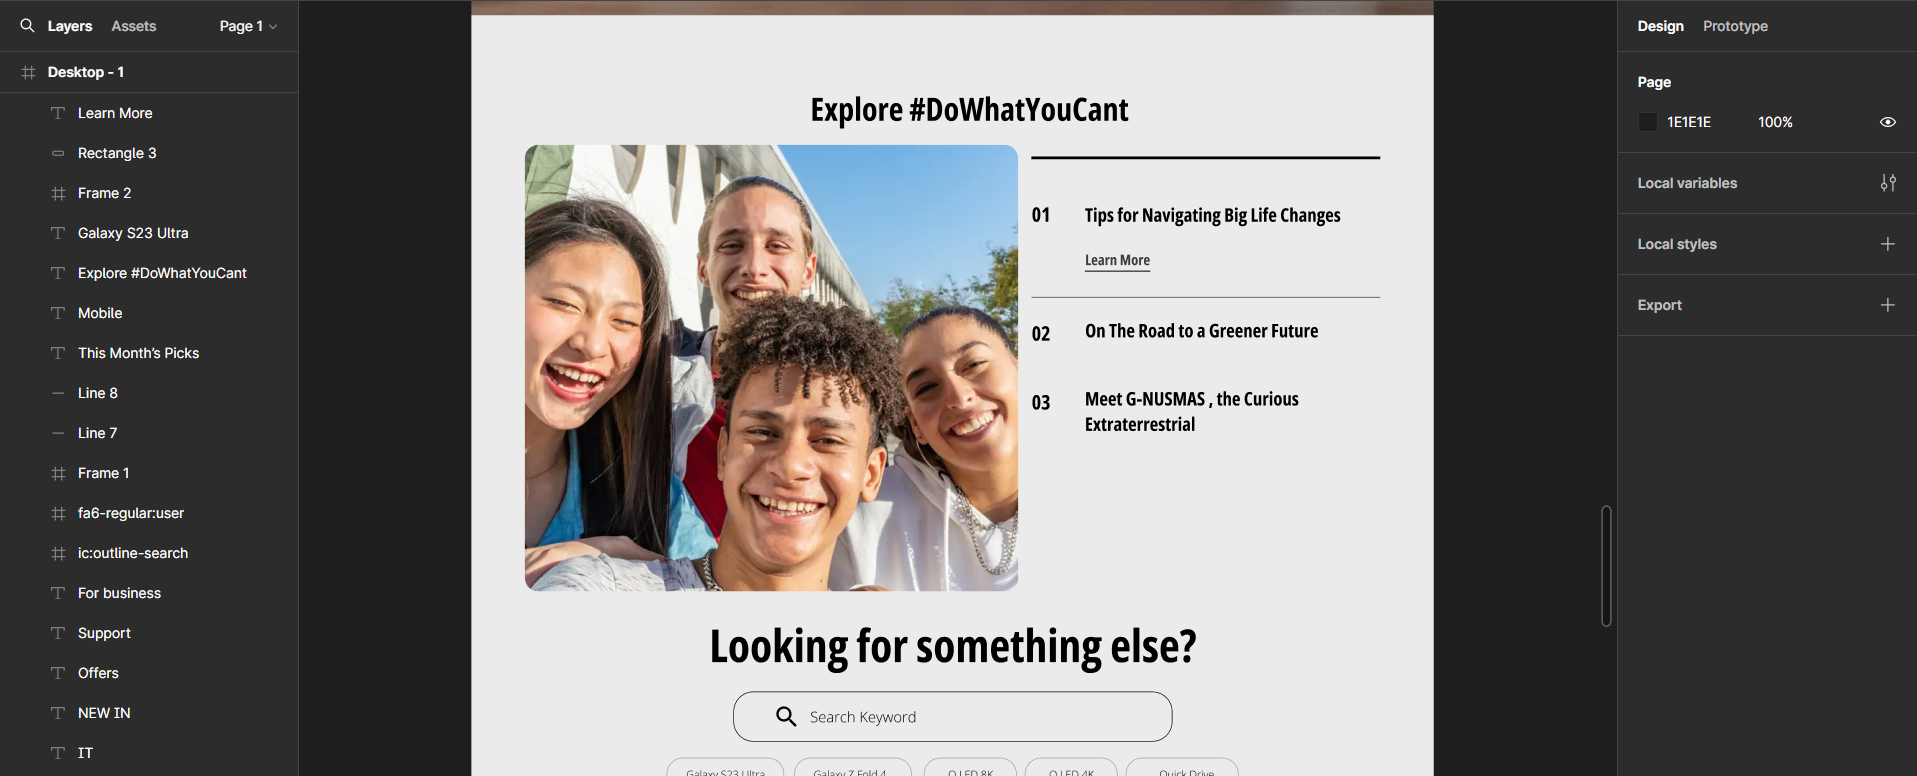 Layers
Assets
Page 1
Desktop - 1
Learn More
Rectangle 3
Frame 2
Galaxy S23 Ultra
Explore #DoWhatYouCant
Mobile
This Month's Picks
Line 8
Line 7
Frame 1
fa6-regular:user
ic:outline-search
For business
Support
Offers
NEW IN
IT
Explore #DoWhatYouCant
01
Tips for Navigating Big Life Changes
Learn More
02
On The Road to a Greener Future
03
Meet G-NUSMAS , the Curious
Extraterrestrial
Looking for something else?
Search Keyword
Galaxy S23 Ultra
Galaxy Z Fold 4
QLED 8K
QLED 4K
Quick Drive
Design
Prototype
Page
1E1E1E
100%
Local variables
Local styles
Export